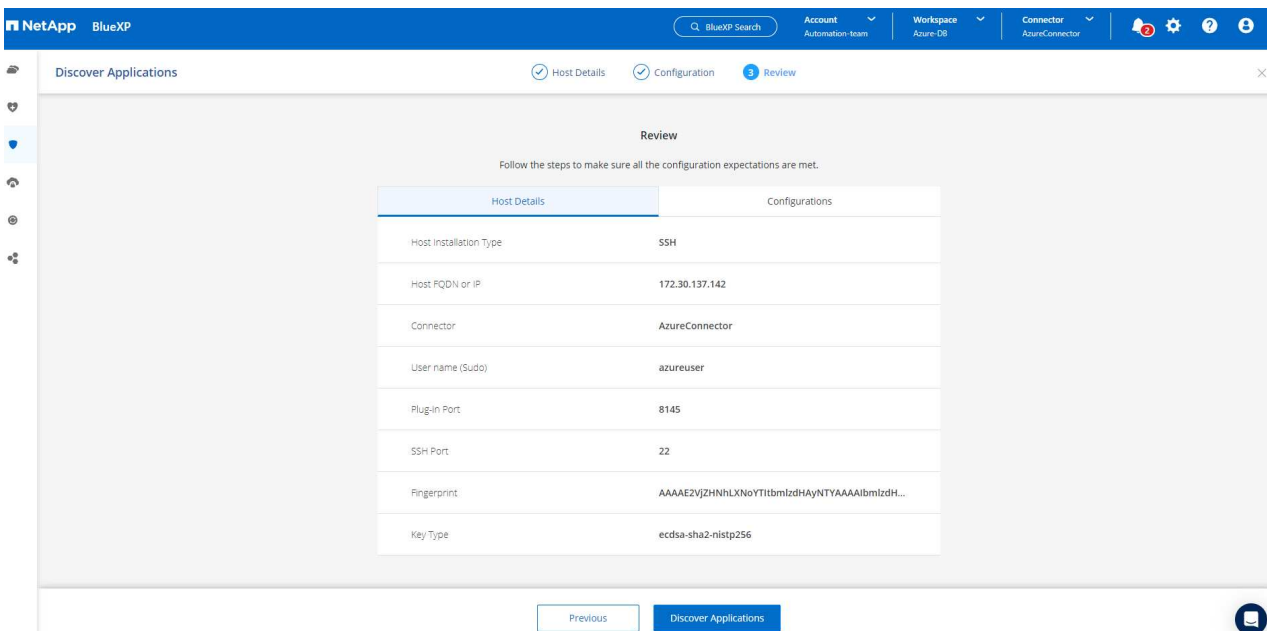 NetApp BlueXP
BlueXP Search
Account
Automation-team
Workspace
Azure-DB
Connector
AzureConnector
2
Discover Applications
Host Details
Configuration
3 Review
Review
Follow the steps to make sure all the configuration expectations are met.
Host Details Configurations
Host Installation Type SSH
Host FQDN or IP 172.30.137.142
Connector AzureConnector
User name (Sudo) azureuser
Plug-in Port 8145
SSH Port 22
Fingerprint AAAAE2VjZHNhLXNoYTItbmlzdHAyNTYAAAAIbmlzdH...
Key Type ecdsa-sha2-nistp256
Previous Discover Applications